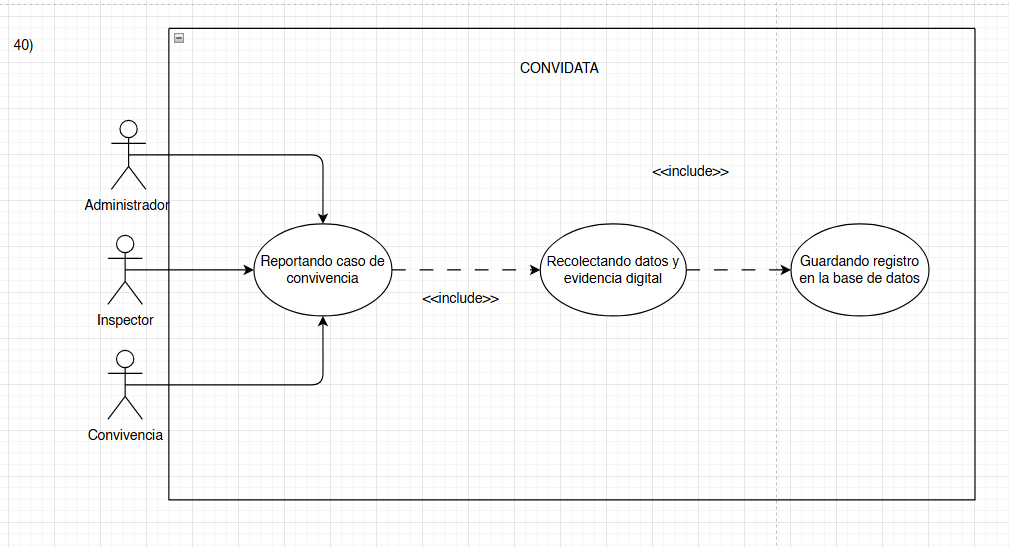 40)
CONVIDATA
<<include>>
Administrador
Reportando caso de
convivencia
Recolectando datos y
evidencia digital
Guardando registro
en la base de datos
<<include>>
Inspector
Convivencia